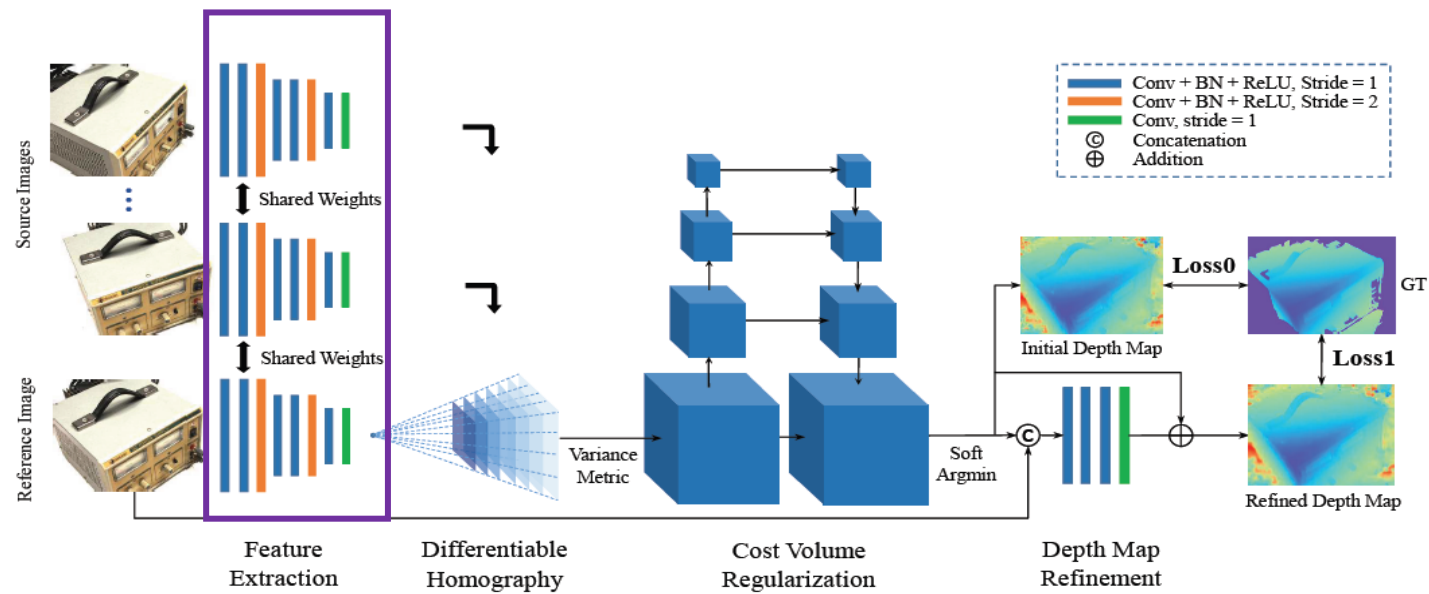 Source Images
Reference Image
Shared Weights
Shared Weights
Variance
Metric
Soft
Argmin
Conv + BN + ReLU, Stride = 1
Conv + BN + ReLU, Stride = 2
Conv, stride = 1
C Concatenation
Addition
Loss0
GT
Initial Depth Map
Loss1
C
Refined Depth Map
Feature
Extraction
Differentiable
Homography
Cost Volume
Regularization
Depth Map
Refinement